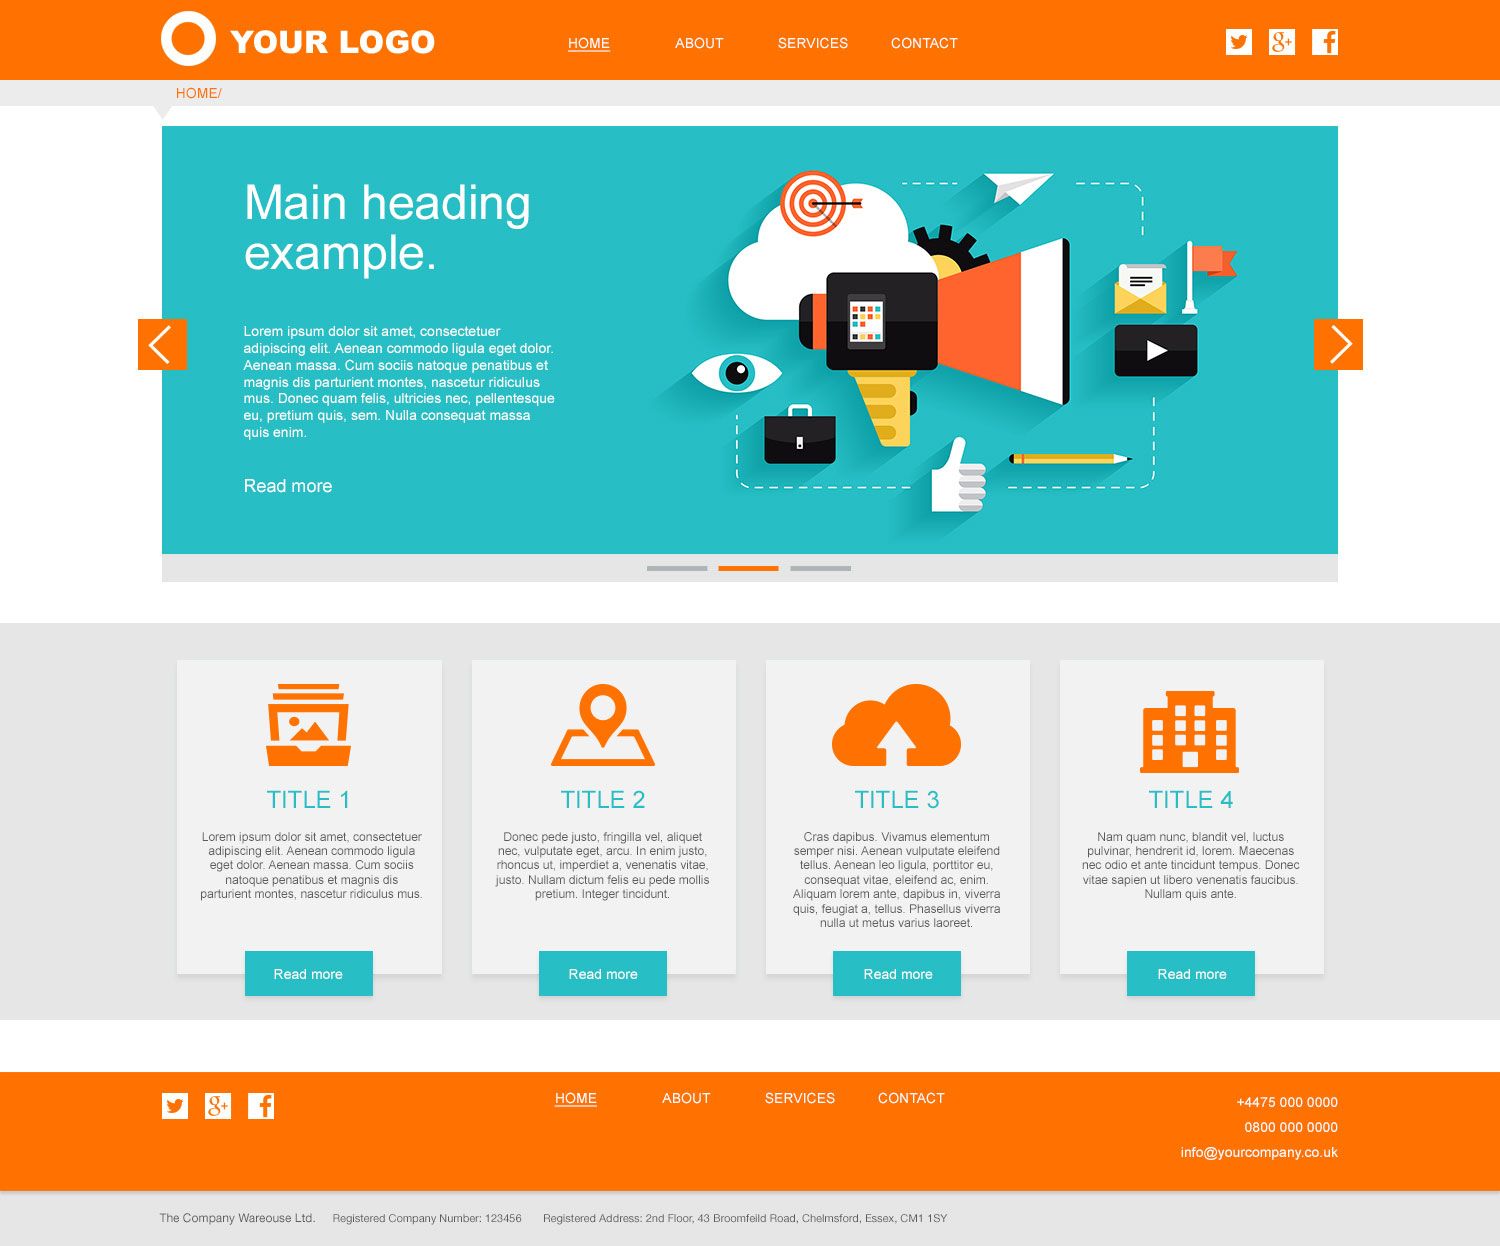 YOUR LOGO
HOME
ABOUT
SERVICES
CONTACT
HOME/
Main heading
example.
Lorem ipsum dolor sit amet, consectetuer
adipiscing elit. Aenean commodo ligula eget dolor.
Aenean massa. Cum sociis natoque penatibus et
magnis dis parturient montes, nascetur ridiculus
mus. Donec quam felis, ultricies nec, pellentesque
eu, pretium quis, sem. Nulla consequat massa
quis enim.
Read more
TITLE 1
Lorem ipsum dolor sit amet, consectetuer
adipiscing elit. Aenean commodo ligula
eget dolor. Aenean massa. Cum sociis
natoque penatibus et magnis dis
parturient montes, nascetur ridiculus mus.
Read more
TITLE 2
Donec pede justo, fringilla vel, aliquet
nec, vulputate eget, arcu. In enim justo,
rhoncus ut, imperdiet a, venenatis vitae,
justo. Nullam dictum felis eu pede mollis
pretium. Integer tincidunt.
Read more
TITLE 3
Cras dapibus. Vivamus elementum
semper nisi. Aenean vulputate eleifend
tellus. Aenean leo ligula, porttitor eu,
consequat vitae, eleifend ac, enim.
Aliquam lorem ante, dapibus in, viverra
quis, feugiat a, tellus. Phasellus viverra
nulla ut metus varius laoreet.
Read more
TITLE 4
Nam quam nunc, blandit vel, luctus
pulvinar, hendrerit id, lorem. Maecenas
nec odio et ante tincidunt tempus. Donec
vitae sapien ut libero venenatis faucibus.
Nullam quis ante.
Read more
HOME
ABOUT
SERVICES
CONTACT
+4475 000 0000
0800 000 0000
info@yourcompany.co.uk
The Company Wareouse Ltd.
Registered Company Number: 123456
Registered Address: 2nd Floor, 43 Broomfeild Road, Chelmsford, Essex, CM1 1SY